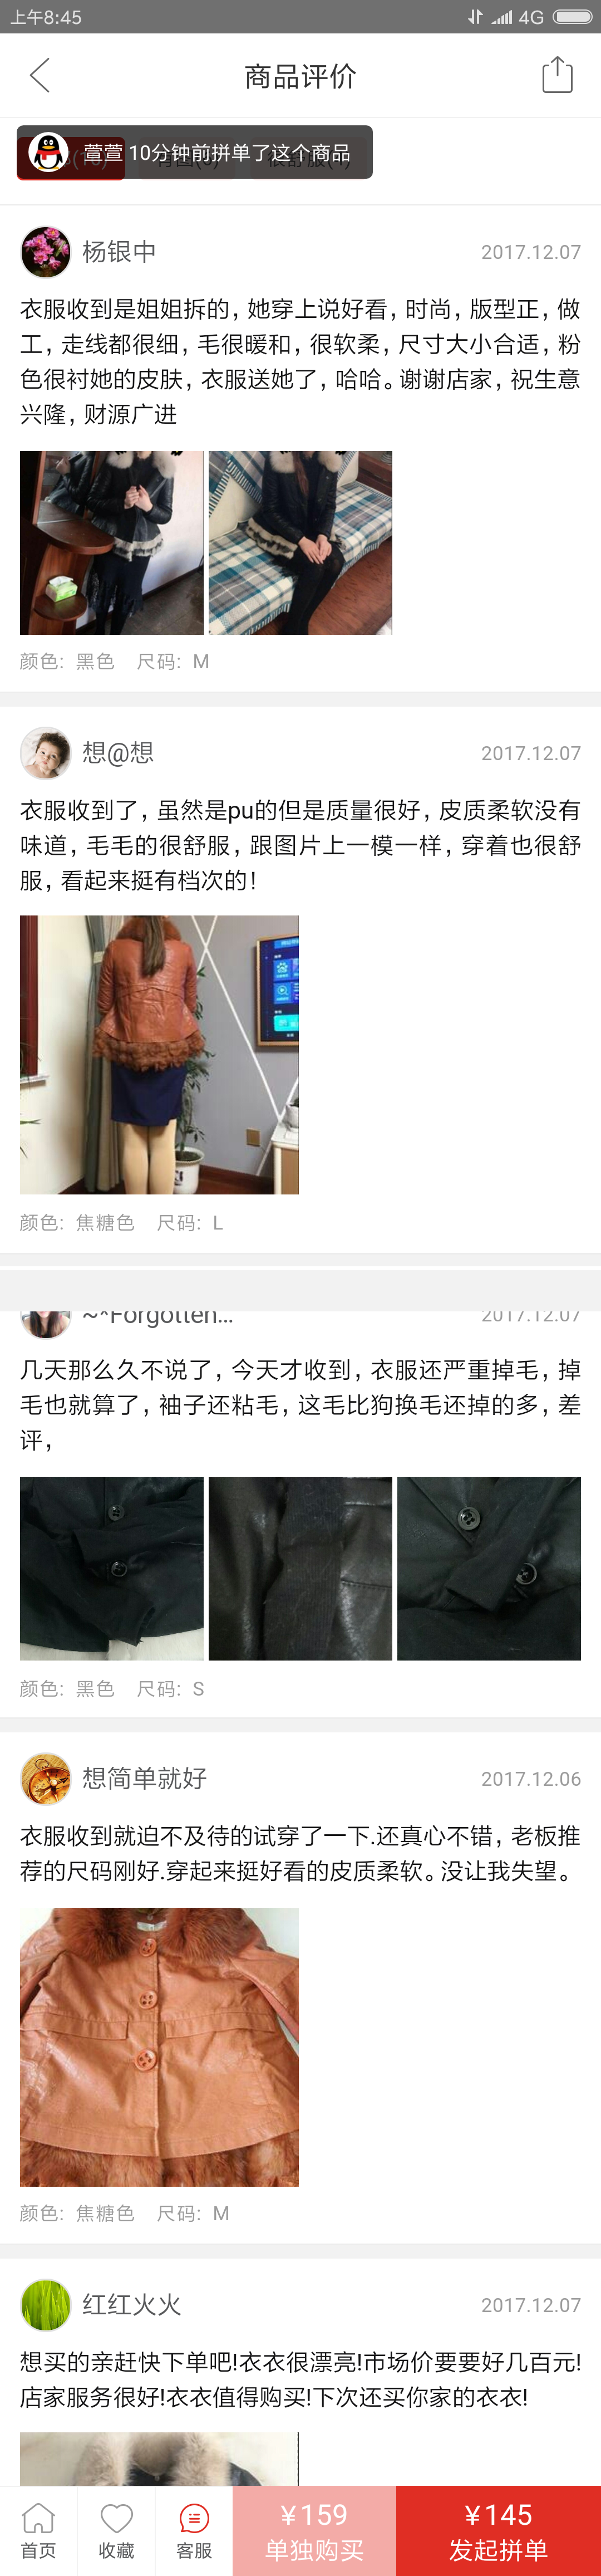 上午8:45
4G
商品评价
萱萱 10分钟前拼单了这个商品
杨银中
2017.12.07
衣服收到是姐姐拆的，她穿上说好看，时尚，版型正，做
工，走线都很细，毛很暖和，很软柔，尺寸大小合适，粉
色很衬她的皮肤，衣服送她了，哈哈。谢谢店家，祝生意
兴隆，财源广进
颜色：黑色 尺码：M
想@想
2017.12.07
衣服收到了，虽然是pu的但是质量很好，皮质柔软没有
味道，毛毛的很舒服，跟图片上一模一样，穿着也很舒
服，看起来挺有档次的！
颜色：焦糖色 尺码：L
~*Forgotten...
2017.12.07
几天那么久不说了，今天才收到，衣服还严重掉毛，掉
毛也就算了，袖子还粘毛，这毛比狗换毛还掉的多，差
评，
颜色：黑色 尺码：S
想简单就好
2017.12.06
衣服收到就迫不及待的试穿了一下.还真心不错，老板推
荐的尺码刚好.穿起来挺好看的皮质柔软。没让我失望。
颜色：焦糖色 尺码：M
红红火火
2017.12.07
想买的亲赶快下单吧!衣衣很漂亮!市场价要要好几百元!
店家服务很好!衣衣值得购买!下次还买你家的衣衣!
¥159
¥145
首页
收藏
客服
单独购买
发起拼单